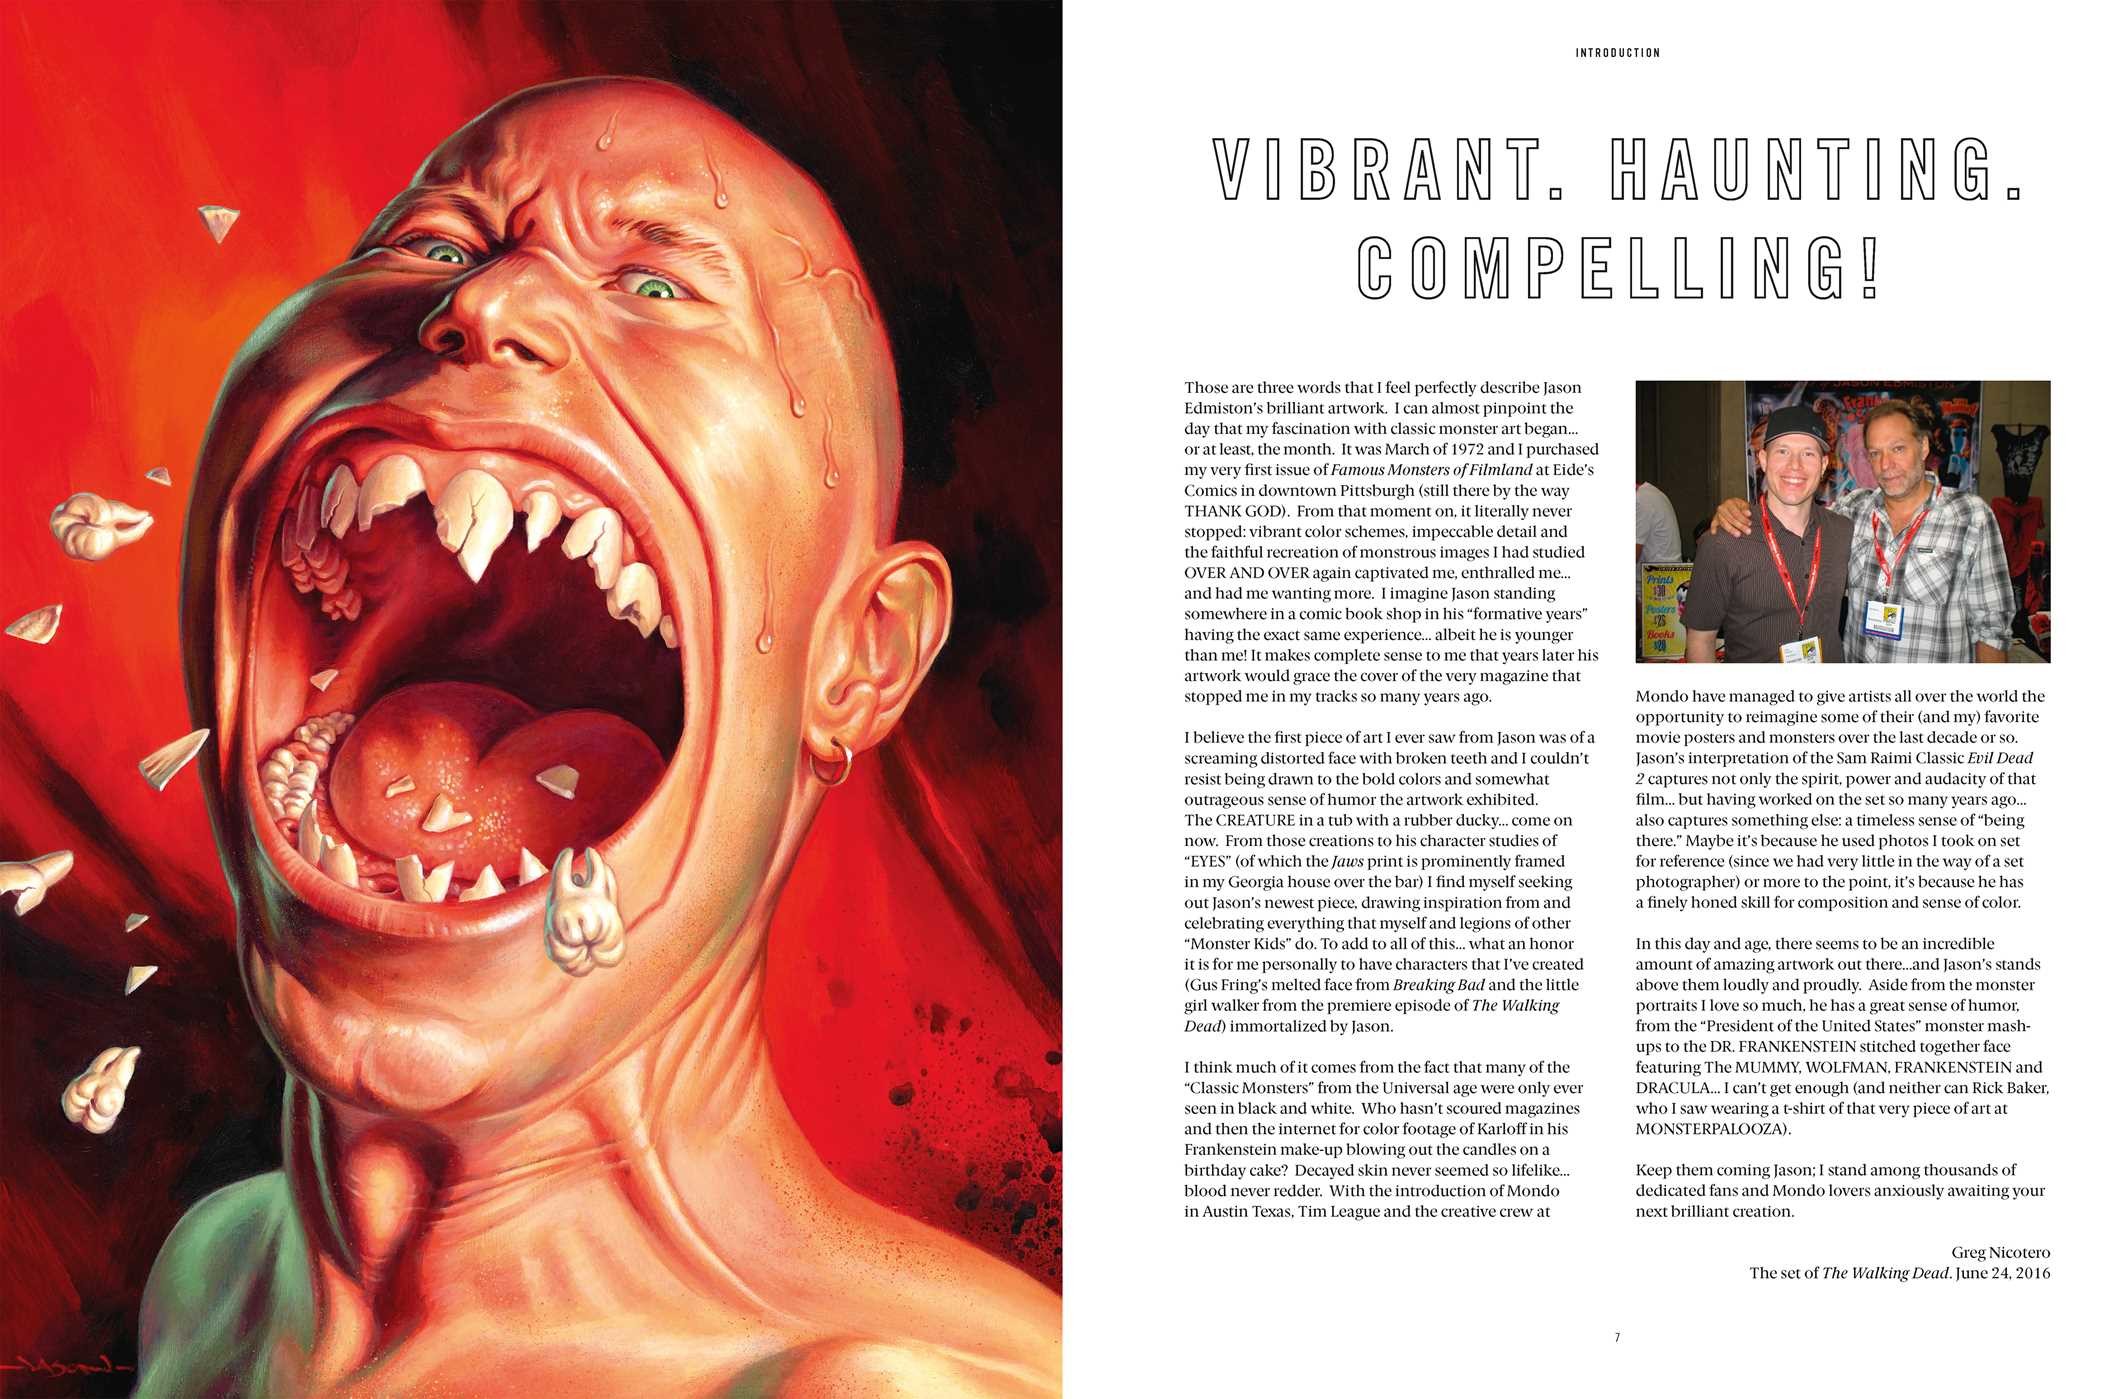 INTRODUCTION
VIBRANT. HAUNTING.
COMPELLING!
Those are three words that I feel perfectly describe Jason
Edmiston’s brilliant artwork.  I can almost pinpoint the
day that my fascination with classic monster art began...
or at least, the month.  It was March of 1972 and I purchased
my very first issue of Famous Monsters of Filmland at Eide’s
Comics in downtown Pittsburgh (still there by the way
THANK GOD).  From that moment on, it literally never
stopped: vibrant color schemes, impeccable detail and
the faithful recreation of monstrous images I had studied
OVER AND OVER again captivated me, enthralled me...
and had me wanting more.  I imagine Jason standing
somewhere in a comic book shop in his “formative years”
having the exact same experience... albeit he is younger
than me! It makes complete sense to me that years later his
artwork would grace the cover of the very magazine that
stopped me in my tracks so many years ago.
I believe the first piece of art I ever saw from Jason was of a
screaming distorted face with broken teeth and I couldn’t
resist being drawn to the bold colors and somewhat
outrageous sense of humor the artwork exhibited.
The CREATURE in a tub with a rubber ducky... come on
now.  From those creations to his character studies of
“EYES” (of which the Jaws print is prominently framed
in my Georgia house over the bar) I find myself seeking
out Jason’s newest piece, drawing inspiration from and
celebrating everything that myself and legions of other
“Monster Kids” do. To add to all of this... what an honor
it is for me personally to have characters that I’ve created
(Gus Fring’s melted face from Breaking Bad and the little
girl walker from the premiere episode of The Walking
Dead) immortalized by Jason.
I think much of it comes from the fact that many of the
“Classic Monsters” from the Universal age were only ever
seen in black and white.  Who hasn’t scoured magazines
and then the internet for color footage of Karloff in his
Frankenstein make-up blowing out the candles on a
birthday cake?  Decayed skin never seemed so lifelike...
blood never redder.  With the introduction of Mondo
in Austin Texas, Tim League and the creative crew at
JASON EDMISTON
Prints
$30
Posters
$25
Books
$20
Mondo have managed to give artists all over the world the
opportunity to reimagine some of their (and my) favorite
movie posters and monsters over the last decade or so.
Jason’s interpretation of the Sam Raimi Classic Evil Dead
2 captures not only the spirit, power and audacity of that
film... but having worked on the set so many years ago...
also captures something else: a timeless sense of “being
there.” Maybe it’s because he used photos I took on set
for reference (since we had very little in the way of a set
photographer) or more to the point, it’s because he has
a finely honed skill for composition and sense of color.
In this day and age, there seems to be an incredible
amount of amazing artwork out there...and Jason’s stands
above them loudly and proudly.  Aside from the monster
portraits I love so much, he has a great sense of humor,
from the “President of the United States” monster mash-
ups to the DR. FRANKENSTEIN stitched together face
featuring The MUMMY, WOLFMAN, FRANKENSTEIN and
DRACULA... I can’t get enough (and neither can Rick Baker,
who I saw wearing a t-shirt of that very piece of art at
MONSTERPALOOZA).
Keep them coming Jason; I stand among thousands of
dedicated fans and Mondo lovers anxiously awaiting your
next brilliant creation.
Greg Nicotero
The set of The Walking Dead. June 24, 2016
7